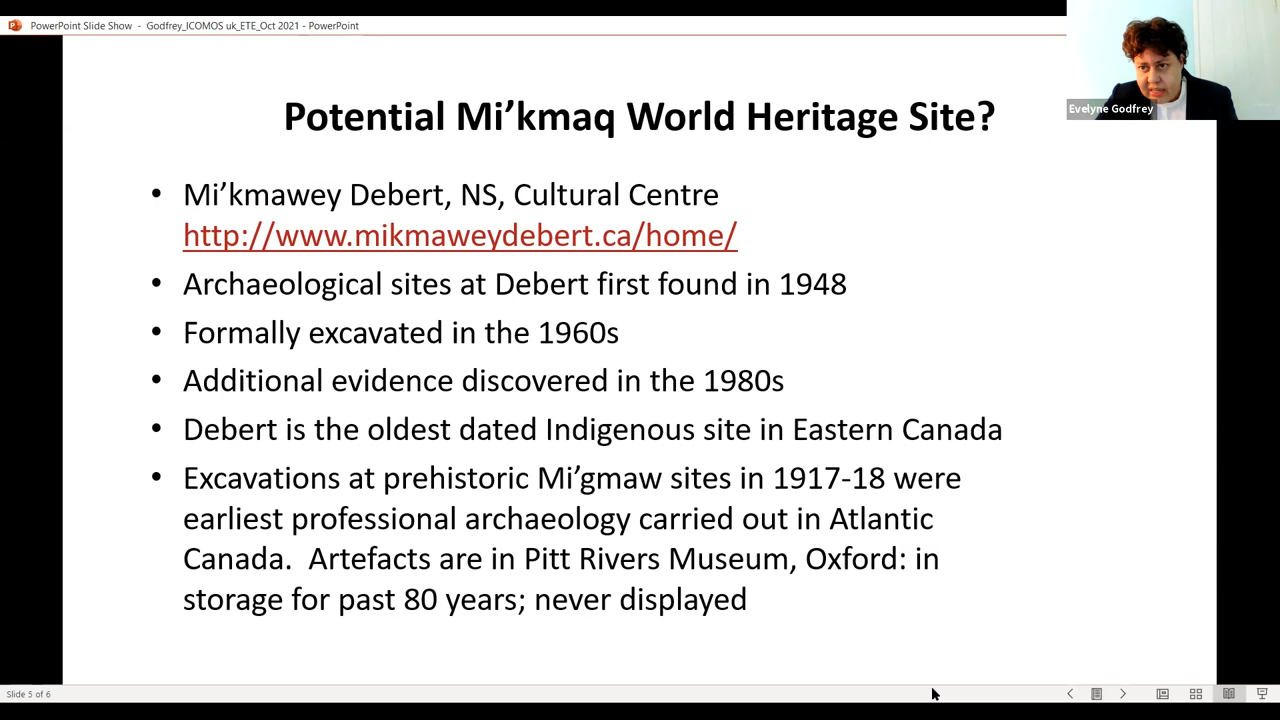 PowerPoint Slide Show - Godfrey_ICOMOS uk_ETE_Oct 2021 - PowerPoint
Evelyne Godfrey
Potential Mi’kmaq World Heritage Site?
• Mi’kmawey Debert, NS, Cultural Centre
http://www.mikmaweydebert.ca/home/
• Archaeological sites at Debert first found in 1948
• Formally excavated in the 1960s
• Additional evidence discovered in the 1980s
• Debert is the oldest dated Indigenous site in Eastern Canada
• Excavations at prehistoric Mi’gmaw sites in 1917-18 were
earliest professional archaeology carried out in Atlantic
Canada.  Artefacts are in Pitt Rivers Museum, Oxford: in
storage for past 80 years; never displayed
Slide 5 of 6